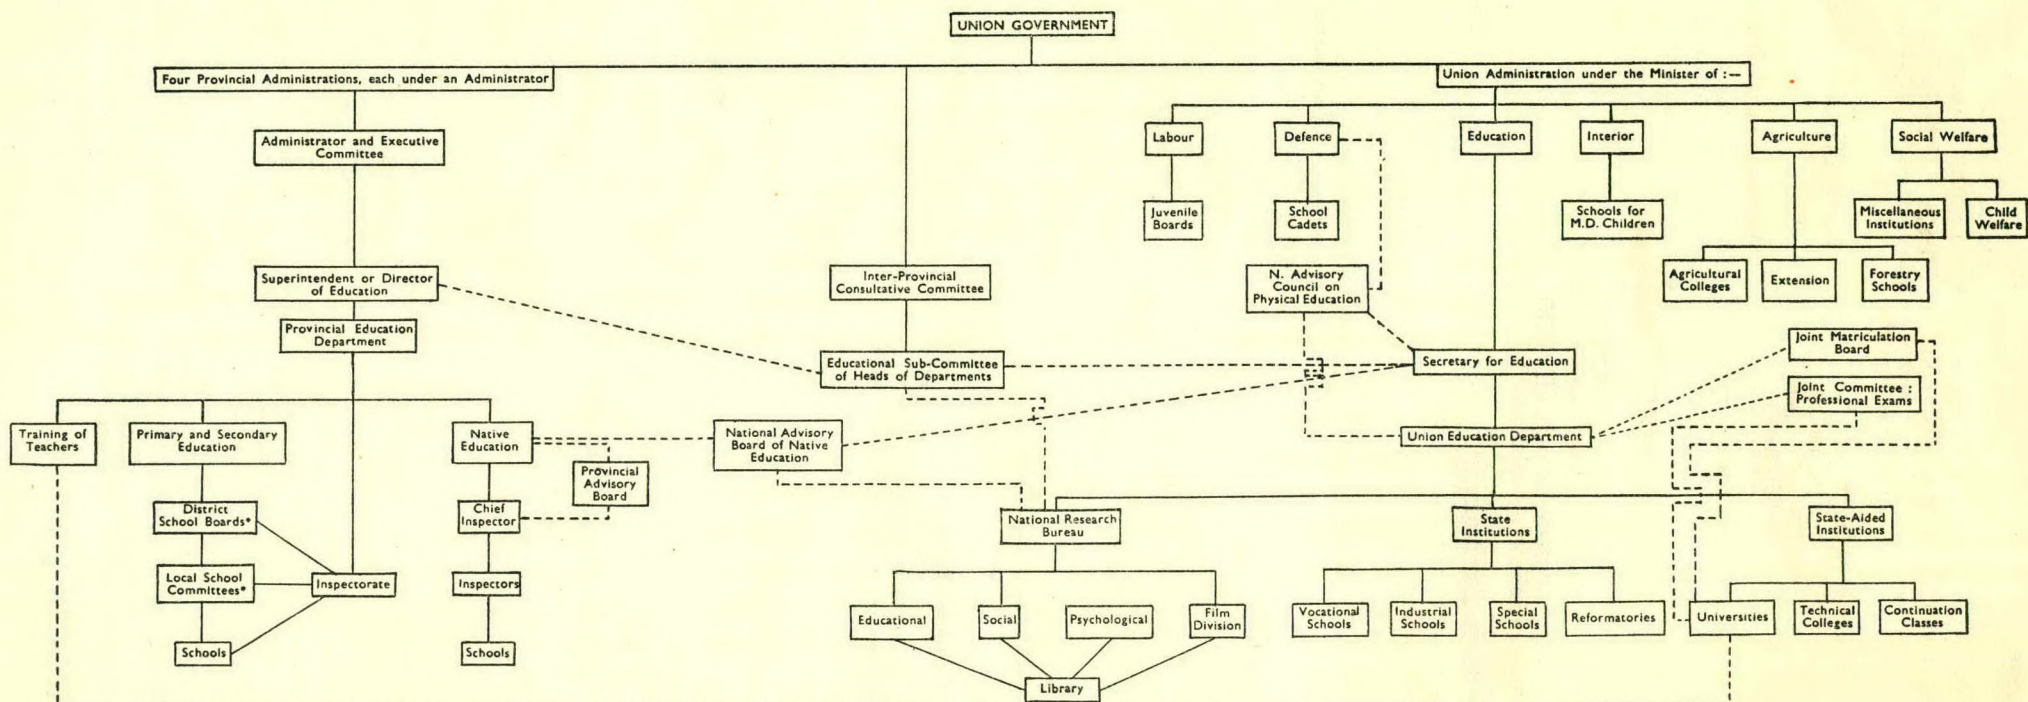 UNION GOVERNMENT
Four Provincial Administrations, each under an Administrator
Union Administration under the Minister of :—
Administrator and Executive
Committee
Labour
Defence
Education
Interior
Agriculture
Social Welfare
Juvenile
Boards
School
Cadets
Schools for
M.D. Children
Miscellaneous
Institutions
Child
Welfare
Superintendent or Director
of Education
Inter-Provincial
Consultative Committee
N. Advisory
Council on
Physical Education
Agricultural
Colleges
Extension
Forestry
Schools
Provincial Education
Department
Educational Sub-Committee
of Heads of Departments
Secretary for Education
Joint Matriculation
Board
Joint Committee :
Professional Exams
Training of
Teachers
Primary and Secondary
Education
Native
Education
National Advisory
Board of Native
Education
Union Education Department
Provincial
Advisory
Board
District
School Boards*
Chief
Inspector
National Research
Bureau
State
Institutions
State-Aided
Institutions
Local School
Committees*
Inspectorate
Inspectors
Educational
Social
Psychological
Film
Division
Vocational
Schools
Industrial
Schools
Special
Schools
Reformatories
Universities
Technical
Colleges
Continuation
Classes
Schools
Schools
Library